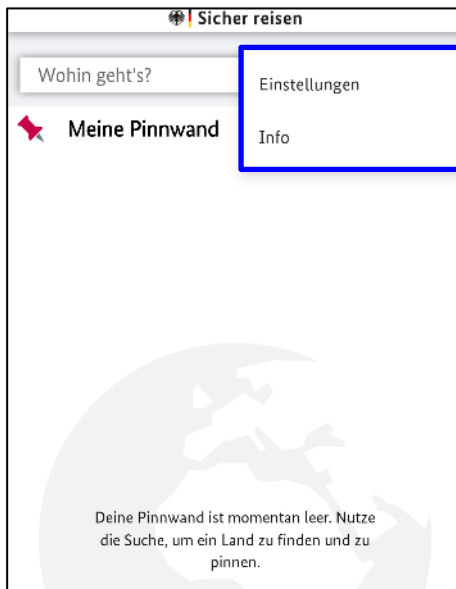 Sicher reisen
Wohin geht's?
Einstellungen
Meine Pinnwand
Info
Deine Pinnwand ist momentan leer. Nutze
die Suche, um ein Land zu finden und zu
pinnen.